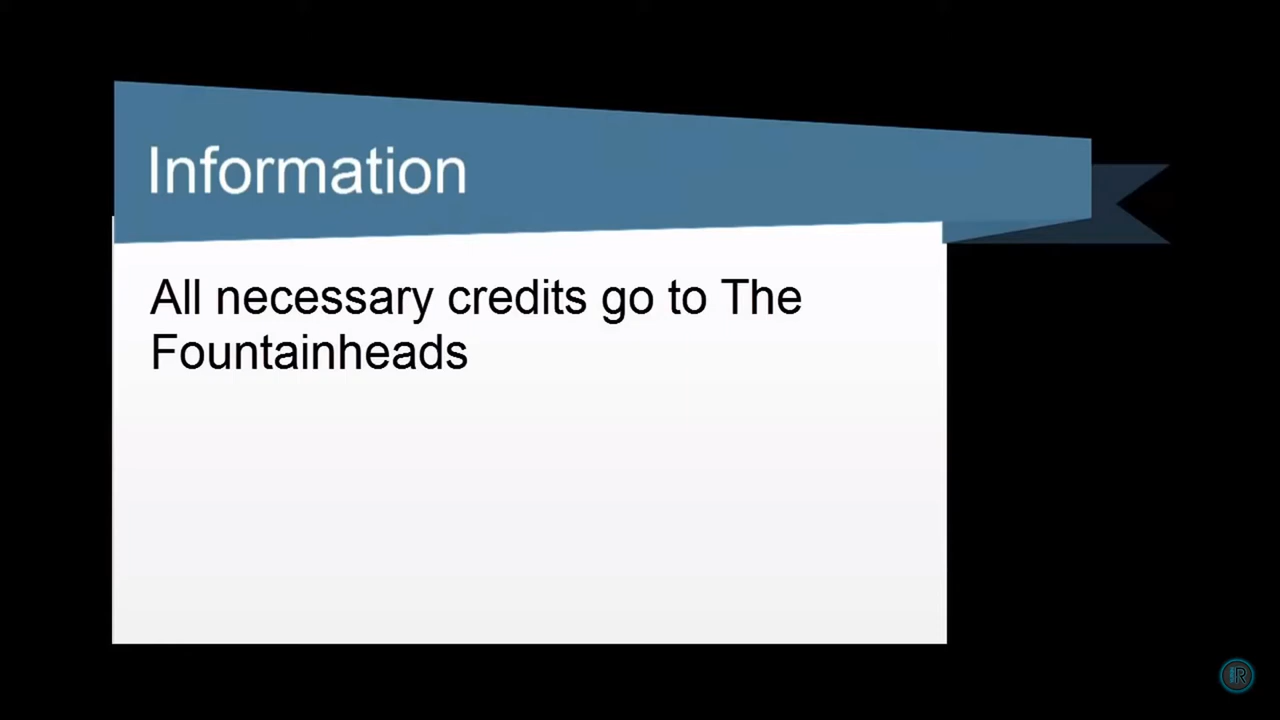 Information
All necessary credits go to The
Fountainheads
R